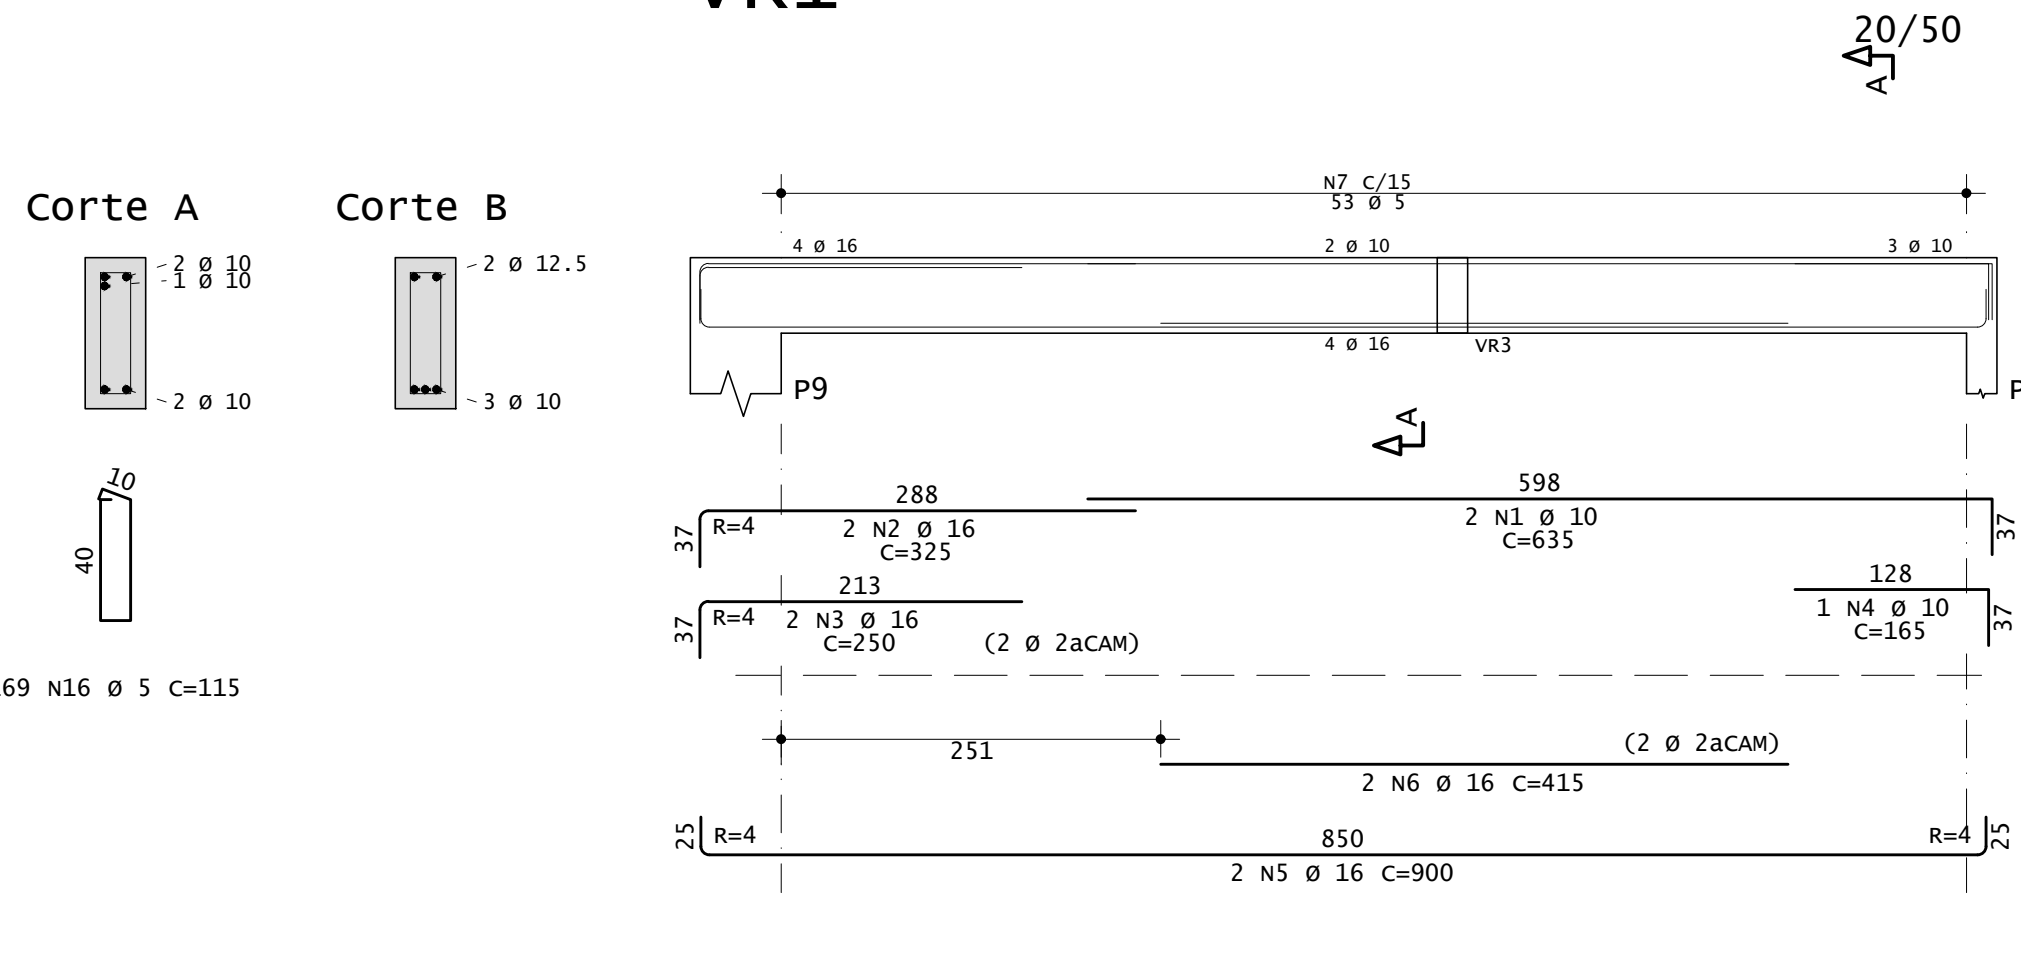 VR1
20/50
A
Corte A
2 Ø 10
1 Ø 10
2 Ø 10
10
40
N16 Ø 5 C=115
Corte B
2 Ø 12.5
3 Ø 10
N7 C/15
53 Ø 5
4 Ø 16
2 Ø 10
3 Ø 10
4 Ø 16
VR3
P9
P
A
288
37
R=4
2 N2 Ø 16
C=325
598
2 N1 Ø 10
C=635
37
213
37
R=4
2 N3 Ø 16
C=250
(2 Ø 2aCAM)
128
1 N4 Ø 10
C=165
37
251
(2 Ø 2aCAM)
2 N6 Ø 16 C=415
25
R=4
850
R=4
25
2 N5 Ø 16 C=900